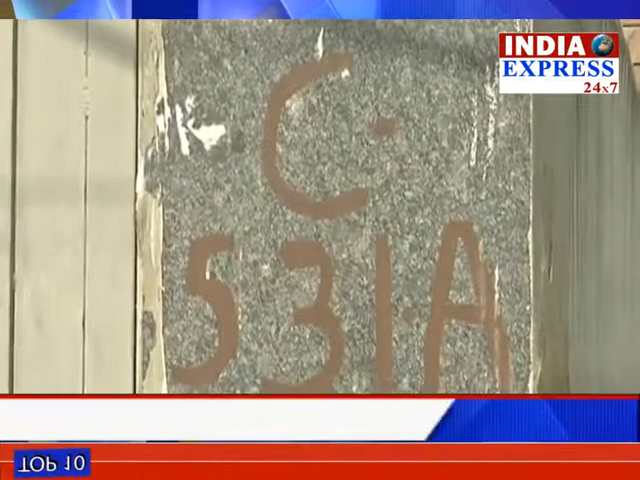 INDIA
EXPRESS
24x7
C.
531A
TOP 10